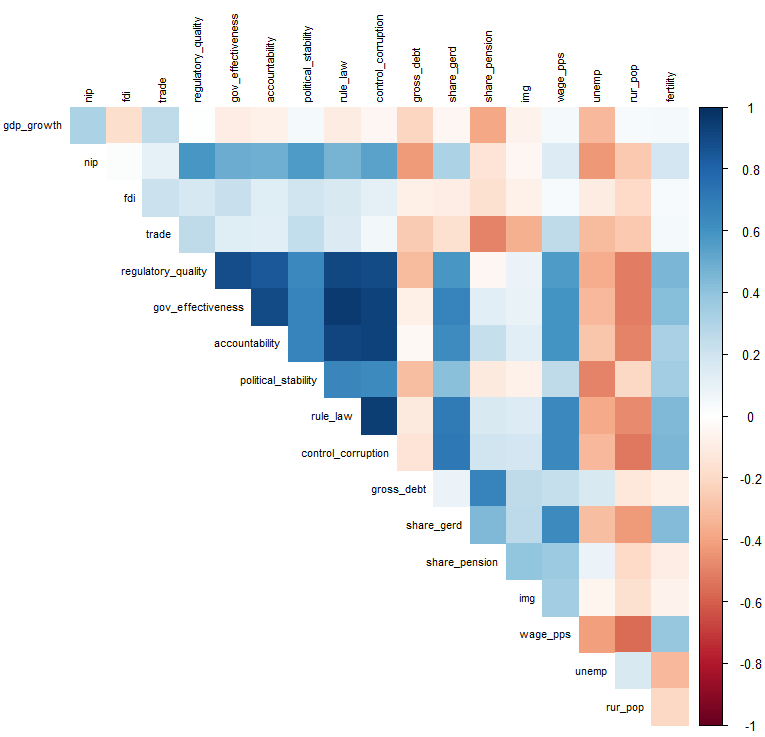 nip
fdi
trade
regulatory_quality
gov_effectiveness
accountability
political_stability
rule_law
control_corruption
gross_debt
share_gerd
share_pension
img
wage_pps
unemp
rur_pop
fertility
gdp_growth
nip
fdi
trade
regulatory_quality
gov_effectiveness
accountability
political_stability
rule_law
control_corruption
gross_debt
share_gerd
share_pension
img
wage_pps
unemp
rur_pop
1
0.8
0.6
0.4
0.2
0
-0.2
-0.4
-0.6
-0.8
-1